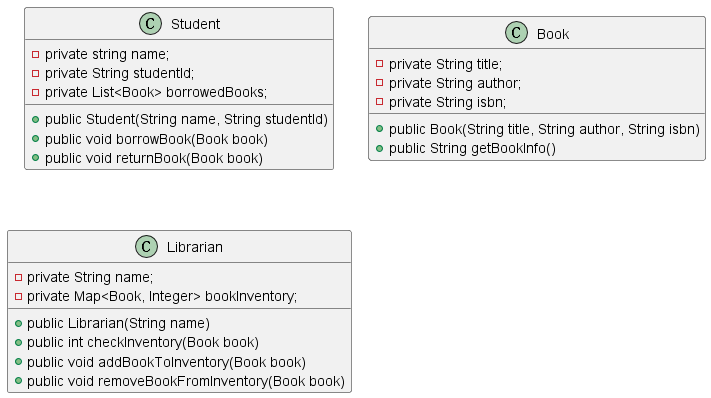 C Student
private string name;
private String studentId;
private List<Book> borrowedBooks;
public Student(String name, String studentId)
public void borrowBook(Book book)
public void returnBook(Book book)
C Book
private String title;
private String author;
private String isbn;
public Book(String title, String author, String isbn)
public String getBookInfo()
C Librarian
private String name;
private Map<Book, Integer> bookInventory;
public Librarian(String name)
public int checkInventory(Book book)
public void addBookToInventory(Book book)
public void removeBookFromInventory(Book book)